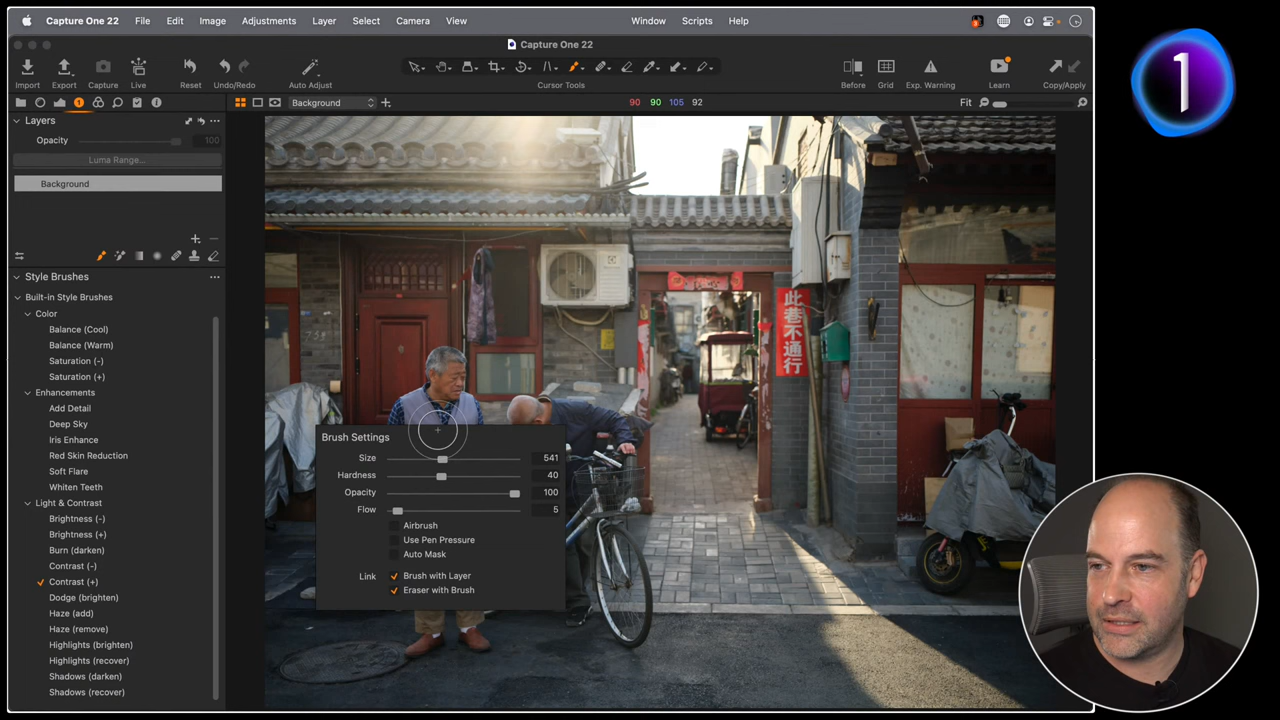 Capture One 22 File Edit Image Adjustments Layer Select Camera View Window Scripts Help
Capture One 22
Import Export Capture Live Reset Undo/Redo Auto Adjust Cursor Tools Before Grid Exp. Warning Learn Copy/Apply
Background 90 90 105 92 Fit
Layers
Opacity 100
Luma Range...
Background
Style Brushes
Built-in Style Brushes
Color
Balance (Cool)
Balance (Warm)
Saturation (-)
Saturation (+)
Enhancements
Add Detail
Deep Sky
Iris Enhance
Red Skin Reduction
Soft Flare
Whiten Teeth
Light & Contrast
Brightness (-)
Brightness (+)
Burn (darken)
Contrast (-)
Contrast (+)
Dodge (brighten)
Haze (add)
Haze (remove)
Highlights (brighten)
Highlights (recover)
Shadows (darken)
Shadows (recover)
Brush Settings
Size 541
Hardness 40
Opacity 100
Flow 5
Airbrush
Use Pen Pressure
Auto Mask
Link Brush with Layer
Eraser with Brush
此巷不通行
1